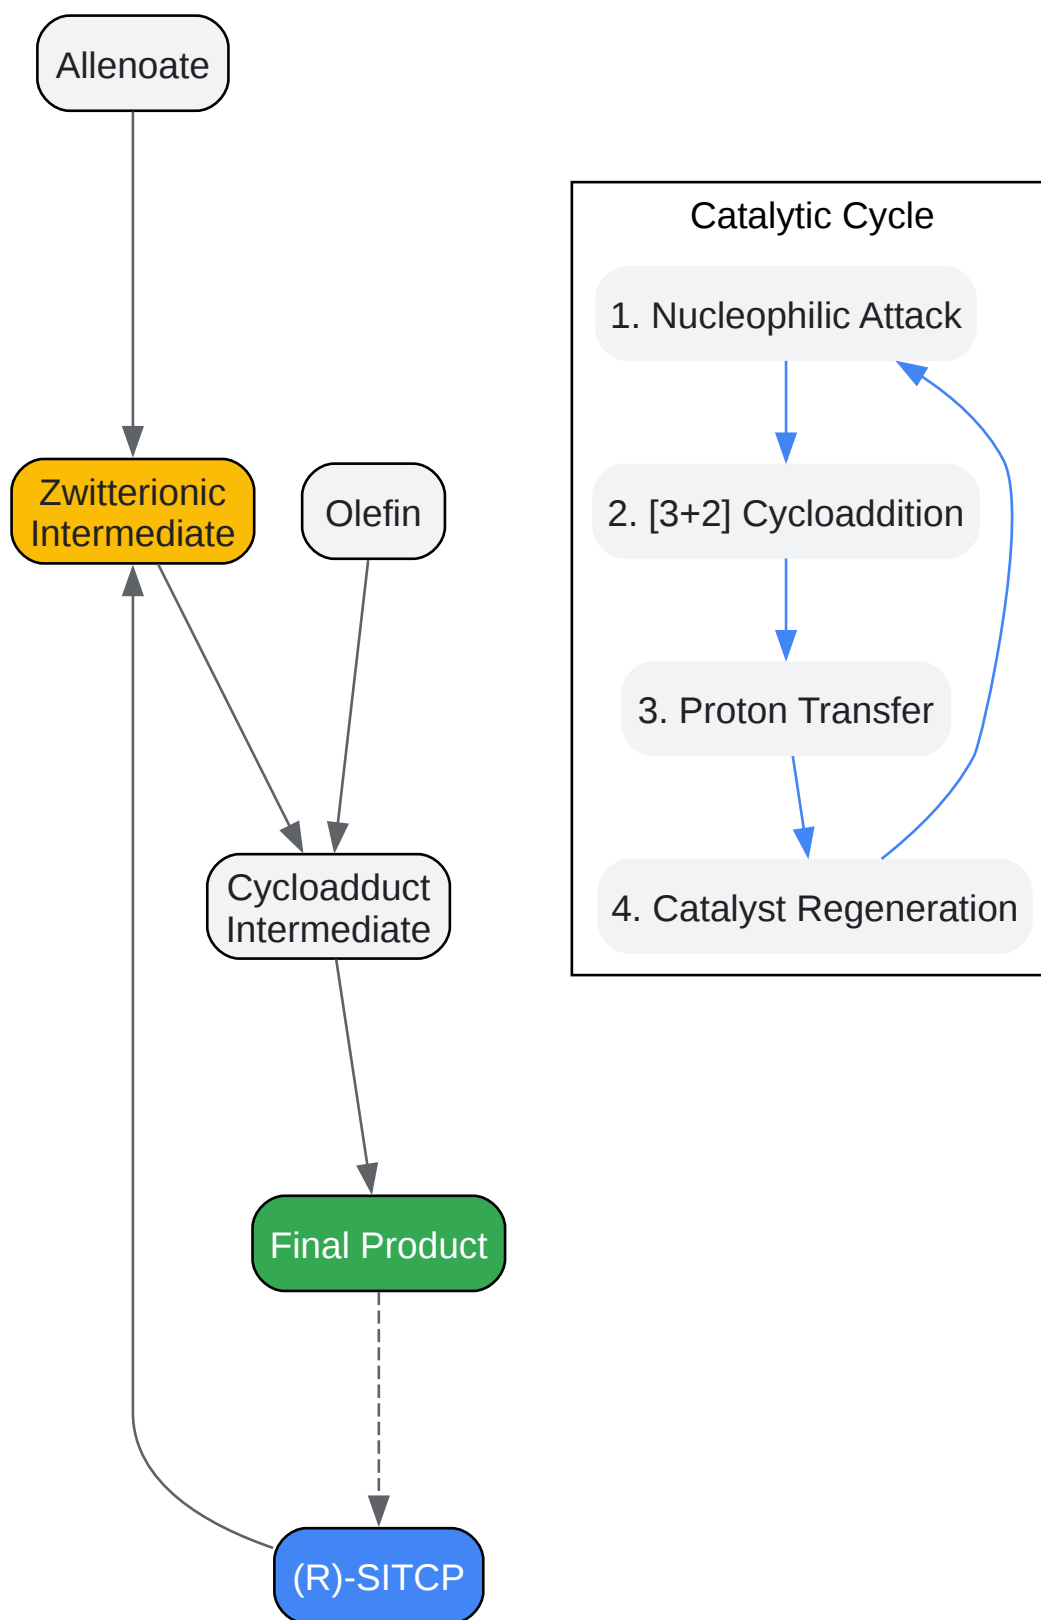 Allenoate
Zwitterionic
Intermediate
Olefin
Cycloadduct
Intermediate
Final Product
(R)-SITCP
Catalytic Cycle
1. Nucleophilic Attack
2. [3+2] Cycloaddition
3. Proton Transfer
4. Catalyst Regeneration